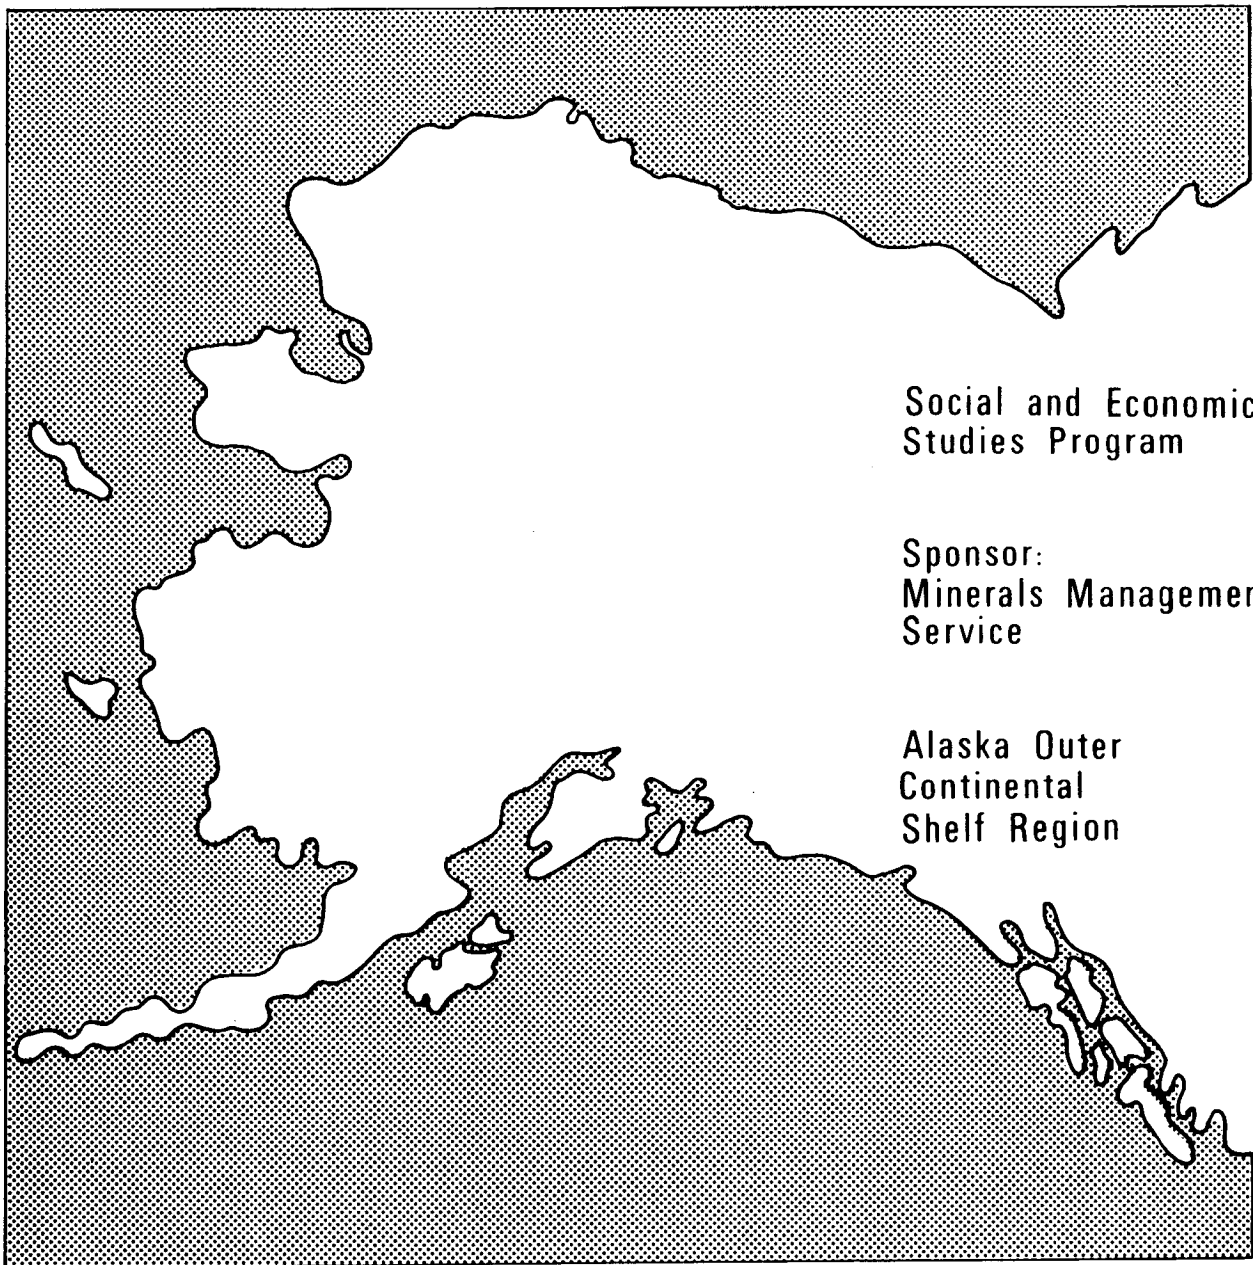 Social and Economic
Studies Program
Sponsor:
Minerals Managemen
Service
Alaska Outer
Continental
Shelf Region